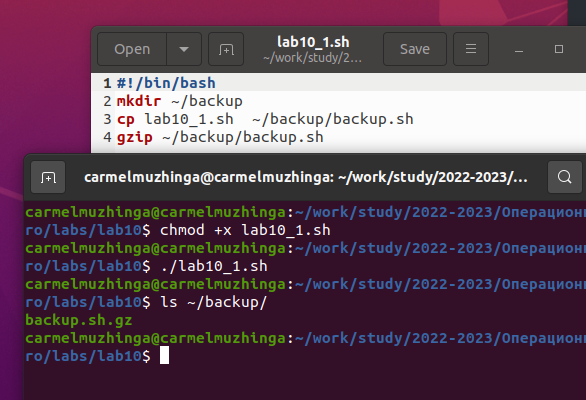 Open
lab10_1.sh
~/work/study/2...
Save
1 #!/bin/bash
2 mkdir ~/backup
3 cp lab10_1.sh  ~/backup/backup.sh
4 gzip ~/backup/backup.sh
carmelmuzhinga@carmelmuzhinga: ~/work/study/2022-2023/...
carmelmuzhinga@carmelmuzhinga:~/work/study/2022-2023/Операционн
ro/labs/lab10$ chmod +x lab10_1.sh
carmelmuzhinga@carmelmuzhinga:~/work/study/2022-2023/Операционн
ro/labs/lab10$ ./lab10_1.sh
carmelmuzhinga@carmelmuzhinga:~/work/study/2022-2023/Операционн
ro/labs/lab10$ ls ~/backup/
backup.sh.gz
carmelmuzhinga@carmelmuzhinga:~/work/study/2022-2023/Операционн
ro/labs/lab10$